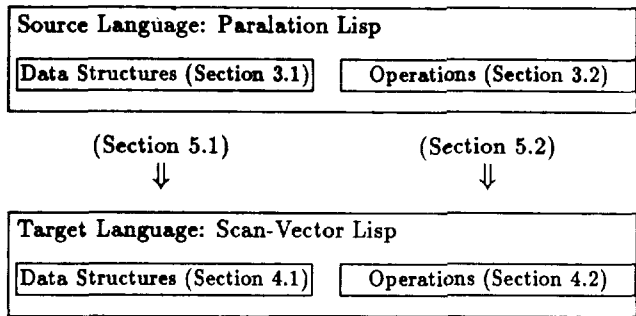 Source Language: Paralation Lisp
Data Structures (Section 3.1) Operations (Section 3.2)
(Section 5.1) (Section 5.2)
⇓ ⇓
Target Language: Scan-Vector Lisp
Data Structures (Section 4.1) Operations (Section 4.2)